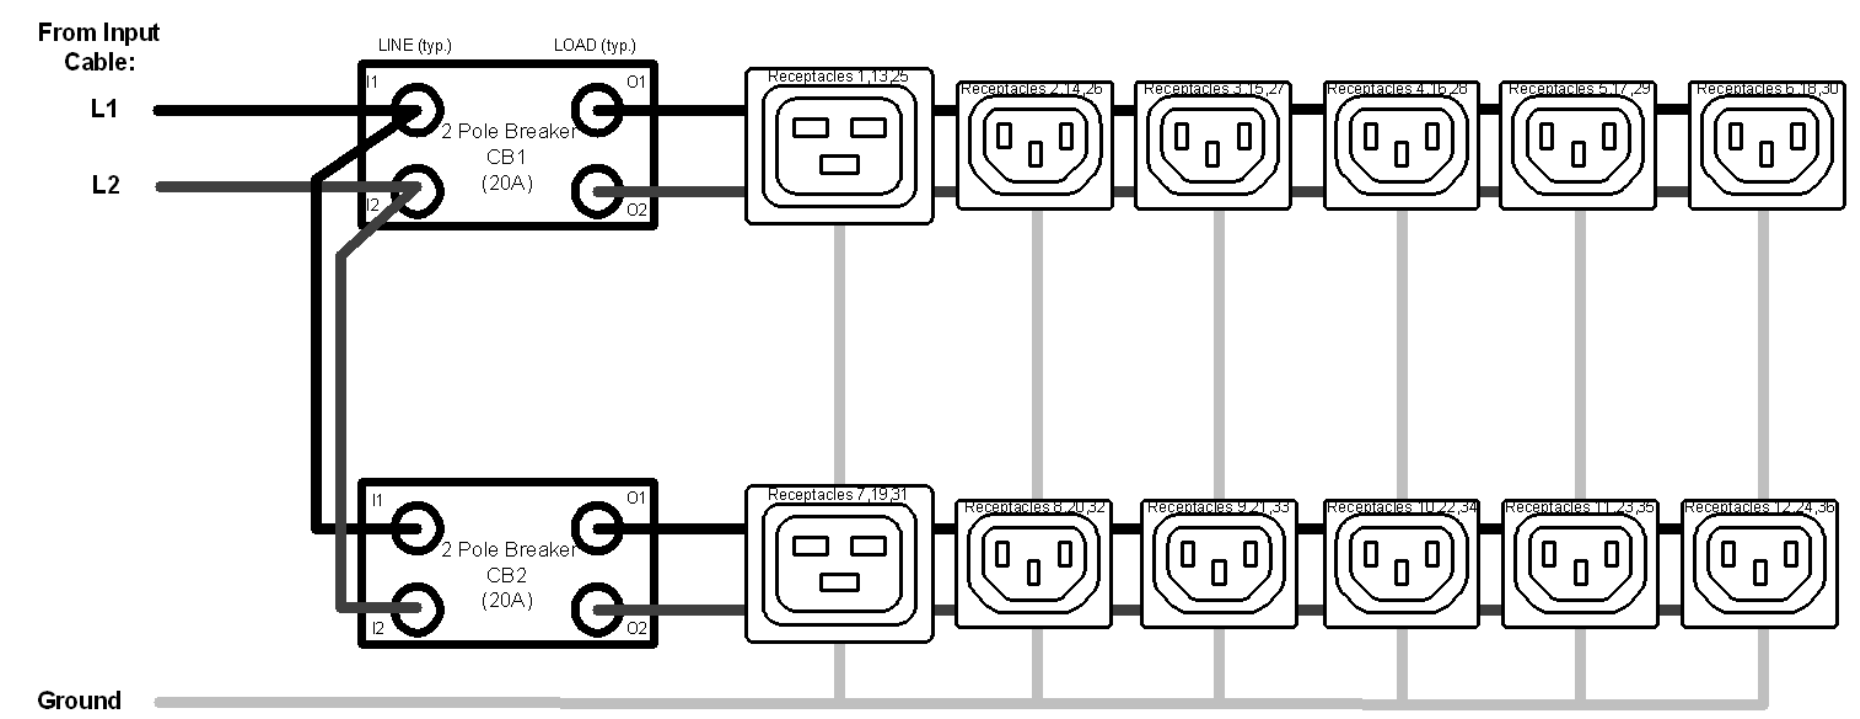 From Input
Cable:
LINE (typ.)
LOAD (typ.)
L1
L2
I1
O1
2 Pole Breaker
CB1
(20A)
I2
O2
Receptacles 1,13,25
Receptacles 2,14,26
Receptacles 3,15,27
Receptacles 4,16,28
Receptacles 5,17,29
Receptacles 6,18,30
I1
O1
2 Pole Breaker
CB2
(20A)
I2
O2
Receptacles 7,19,31
Receptacles 8,20,32
Receptacles 9,21,33
Receptacles 10,22,34
Receptacles 11,23,35
Receptacles 12,24,36
Ground